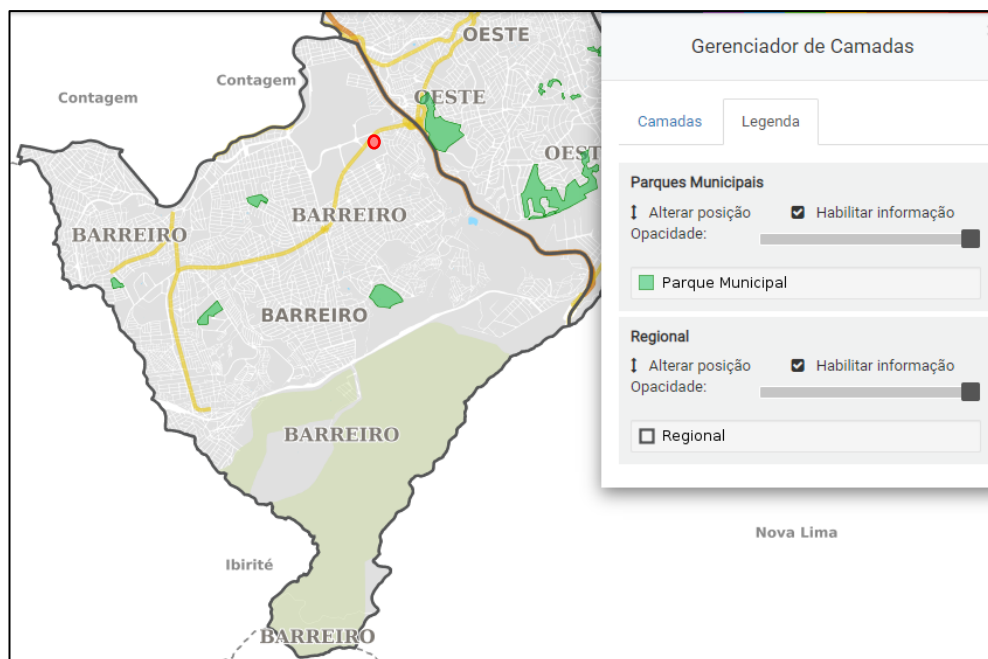 OESTE
Contagem
Contagem
OESTE
OEST
BARREIRO
BARREIRO
BARREIRO
BARREIRO
Ibirité
BARREIRO
Nova Lima
Gerenciador de Camadas
Camadas Legenda
Parques Municipais
Alterar posição Habilitar informação
Opacidade:
Parque Municipal
Regional
Alterar posição Habilitar informação
Opacidade:
Regional